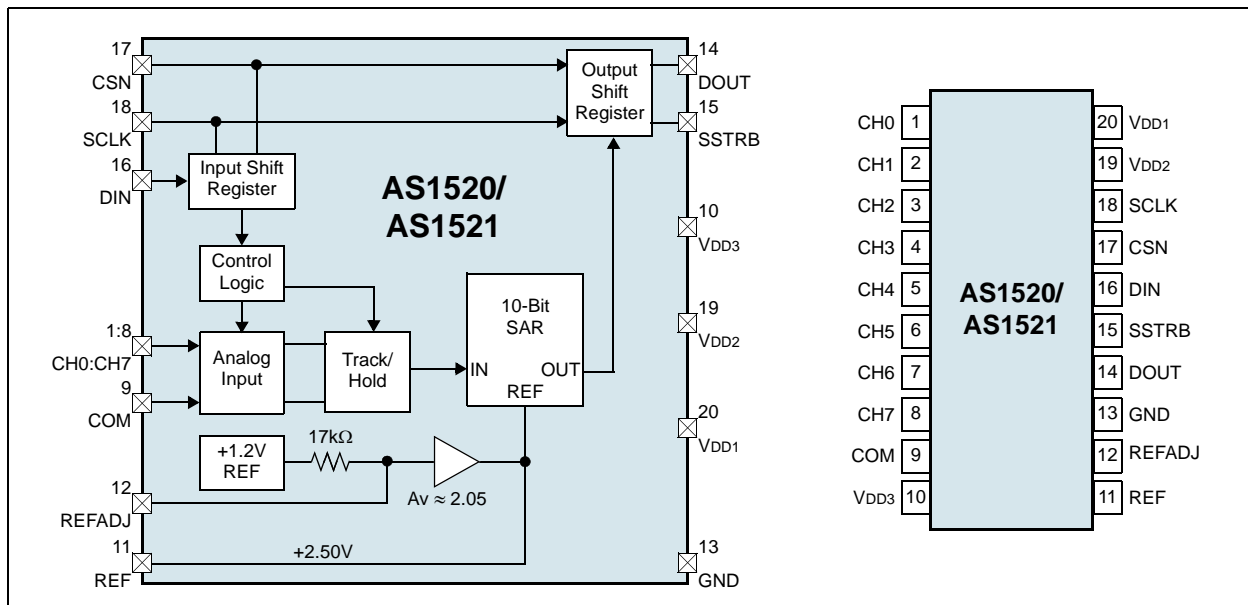 17
CSN
18
SCLK
16
DIN
Input Shift
Register
Output
Shift
Register
14
DOUT
15
SSTRB
AS1520/
AS1521
10
VDD3
Control
Logic
10-Bit
SAR
IN
OUT
REF
19
VDD2
1:8
CH0:CH7
9
COM
Analog
Input
Track/
Hold
20
VDD1
+1.2V
REF
17kΩ
Av ≈ 2.05
12
REFADJ
11
REF
+2.50V
13
GND
CH0 1
CH1 2
CH2 3
CH3 4
CH4 5
CH5 6
CH6 7
CH7 8
COM 9
VDD3 10
AS1520/
AS1521
20 VDD1
19 VDD2
18 SCLK
17 CSN
16 DIN
15 SSTRB
14 DOUT
13 GND
12 REFADJ
11 REF